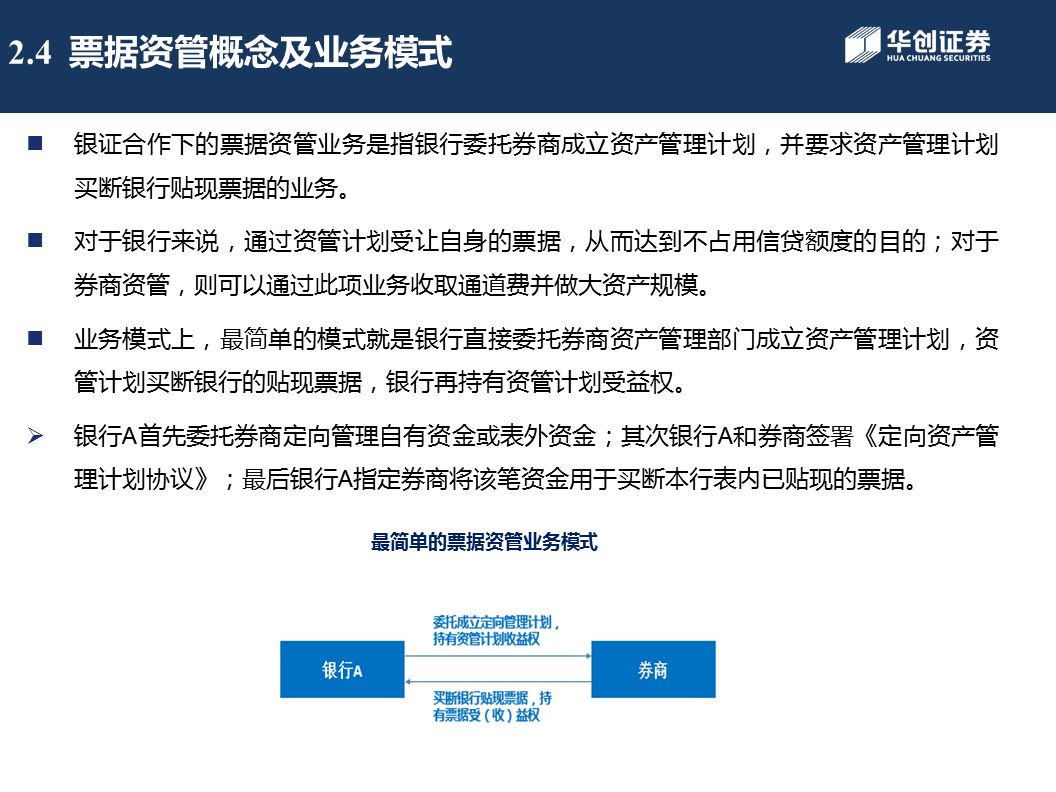 2.4 票据资管概念及业务模式
华创证券
HUA CHUANG SECURITIES
银证合作下的票据资管业务是指银行委托券商成立资产管理计划，并要求资产管理计划
买断银行贴现票据的业务。
对于银行来说，通过资管计划受让自身的票据，从而达到不占用信贷额度的目的；对于
券商资管，则可以通过此项业务收取通道费并做大资产规模。
业务模式上，最简单的模式就是银行直接委托券商资产管理部门成立资产管理计划，资
管计划买断银行的贴现票据，银行再持有资管计划受益权。
银行A首先委托券商定向管理自有资金或表外资金；其次银行A和券商签署《定向资产管
理计划协议》；最后银行A指定券商将该笔资金用于买断本行表内已贴现的票据。
最简单的票据资管业务模式
委托成立定向管理计划，
持有资管计划收益权
银行A
券商
买断银行贴现票据，持
有票据受（收）益权